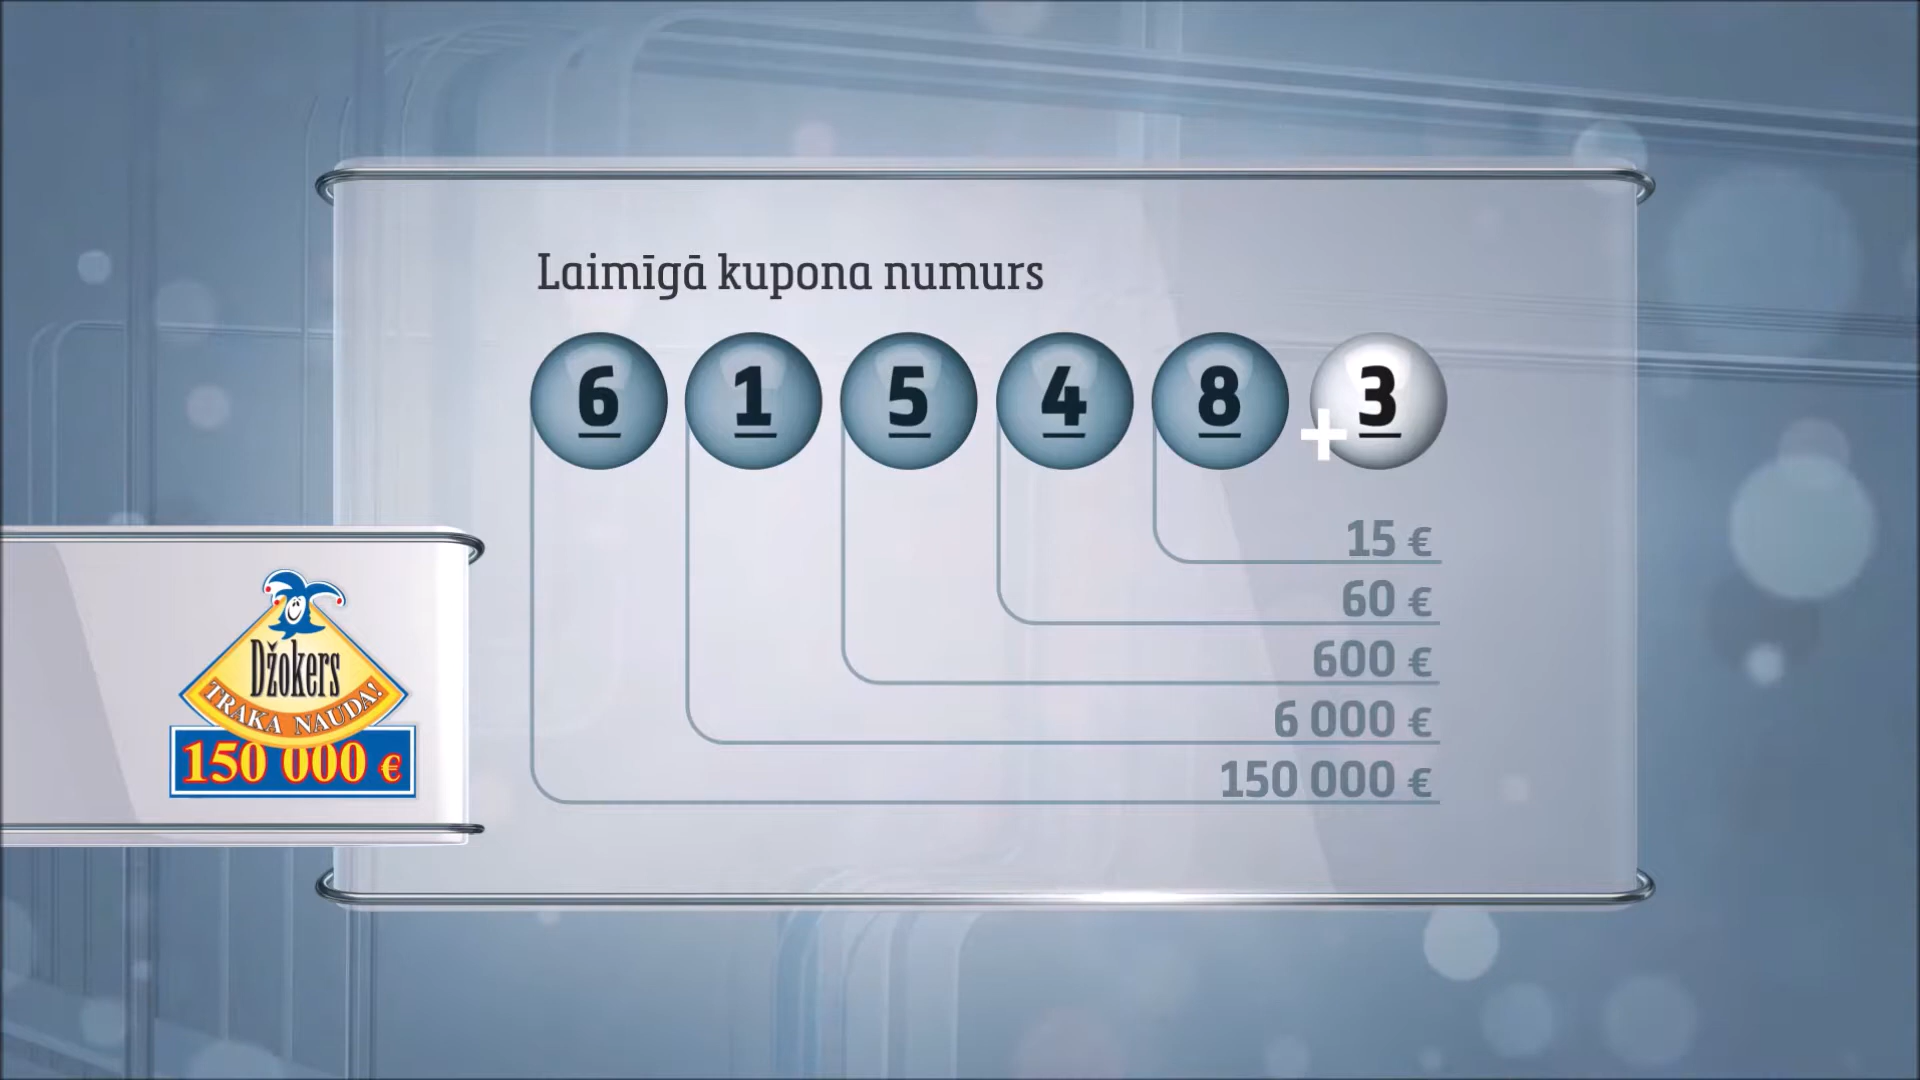 Laimīgā kupona numurs
6 1 5 4 8 + 3
15 €
60 €
600 €
6 000 €
150 000 €
Džokers
TRAKA NAUDA!
150 000 €